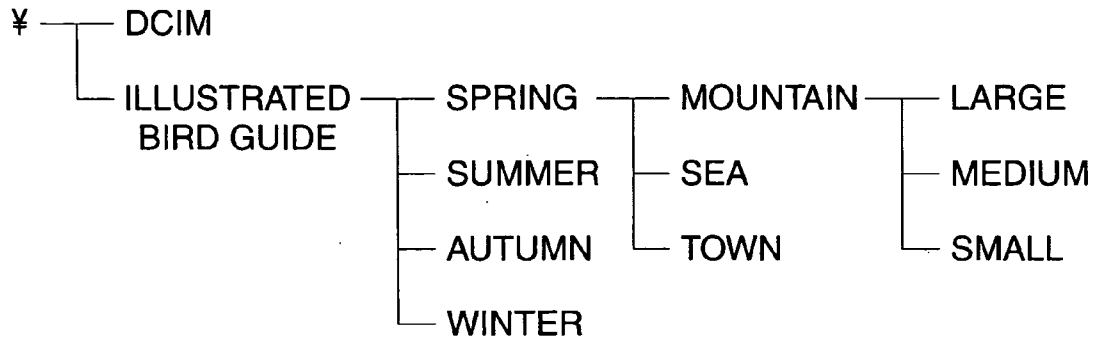 ¥ DCIM
ILLUSTRATED SPRING MOUNTAIN LARGE
BIRD GUIDE
SUMMER SEA MEDIUM
AUTUMN TOWN SMALL
WINTER